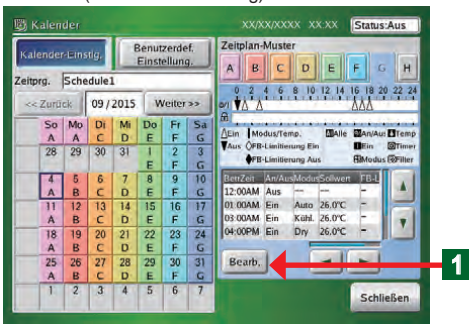 Kalender
XX/XX/XXXX XX:XX
Status:Aus
Kalender-Einstlg.
Benutzerdef. Einstellung.
Zeitprg. Schedule1
<< Zurück 09 / 2015 Weiter >>
So Mo Di Mi Do Fr Sa
A B C D E F G
28 29 30 31 1 2 3
E F G
4 5 6 7 8 9 10
A B C D E F G
11 12 13 14 15 16 17
A B C D E F G
18 19 20 21 22 23 24
A B C D E F G
25 26 27 28 29 30 31
A B C D E F G
1 2 3 4 5 6 7
Zeitplan-Muster
A B C D E F G H
0 2 4 6 8 10 12 14 16 18 20 22 24
Ein Modus/Temp. Alle An/Aus Temp
Aus FB-Limitierung Ein Ein Timer
FB-Limitierung Aus Modus Filter
BetrZeit An/Aus Modus Sollwert FB-L
12:00AM Aus — — –
01:00AM Ein Auto 26.0°C –
03:00AM Ein Kühl. 26.0°C –
04:00PM Ein Dry 26.0°C –
Bearb.
1
Schließen